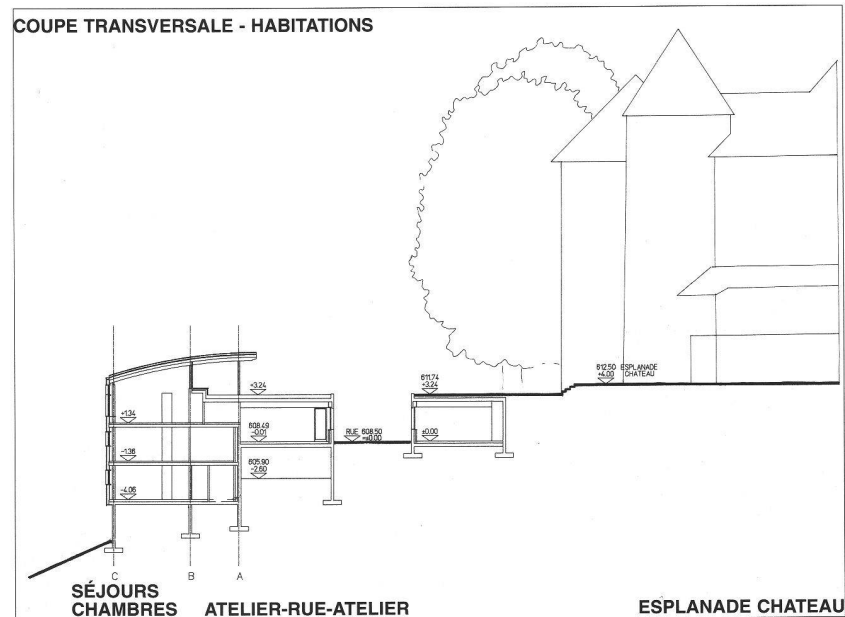 COUPE TRANSVERSALE - HABITATIONS
612.50 ESPLANADE
+4.00 CHATEAU
611.74
+3.24
+3.24
+1.34
608.49
-0.01
RUE 608.50
=±0.00
±0.00
-1.36
605.90
-2.60
-4.06
C B A
SÉJOURS
CHAMBRES ATELIER-RUE-ATELIER ESPLANADE CHATEAU